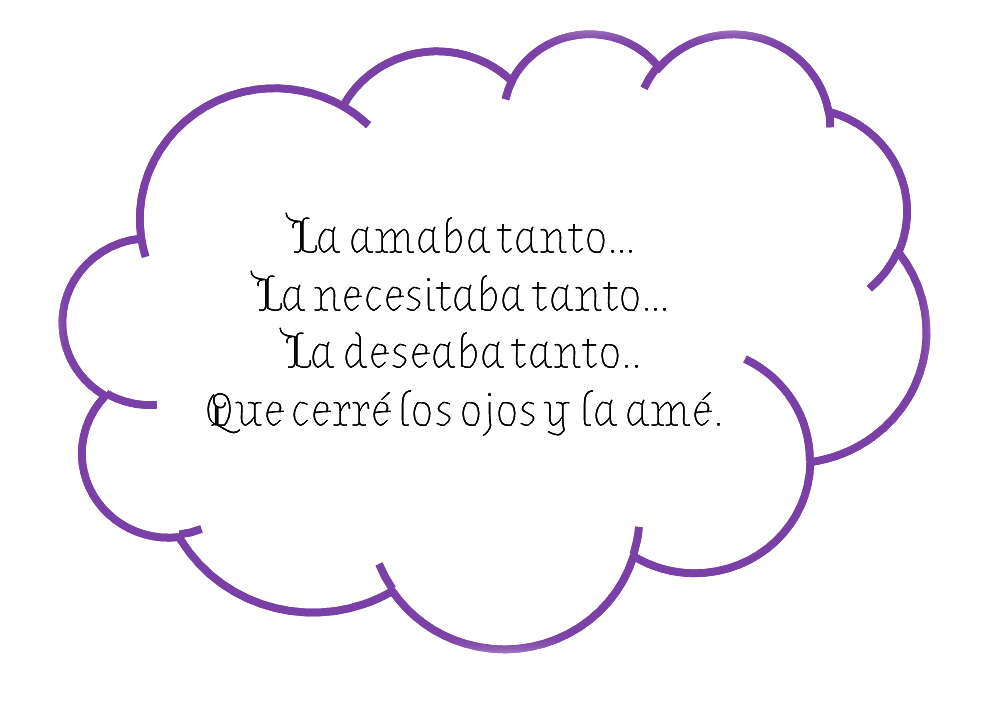 La amaba tanto...
La necesitaba tanto...
La deseaba tanto..
Que cerré los ojos y la amé.